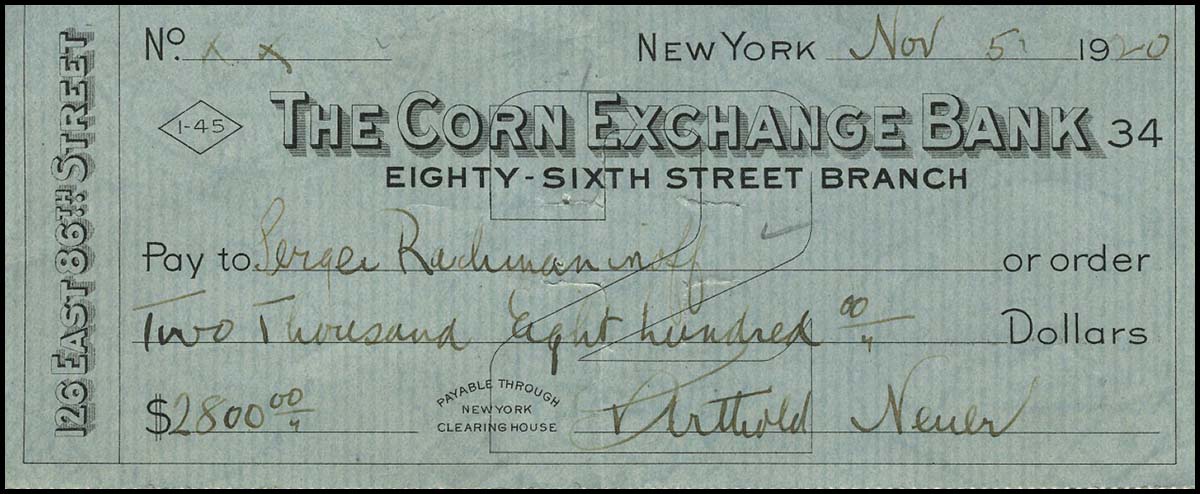 No. x x
NEW YORK Nov 5 1920
1-45
THE CORN EXCHANGE BANK 34
EIGHTY-SIXTH STREET BRANCH
126 EAST 86TH STREET
Pay to Sergei Rachmaninoff or order
Two Thousand Eight hundred 00/ Dollars
$2800 00/
PAYABLE THROUGH
NEW YORK
CLEARING HOUSE
Berthold Neuer